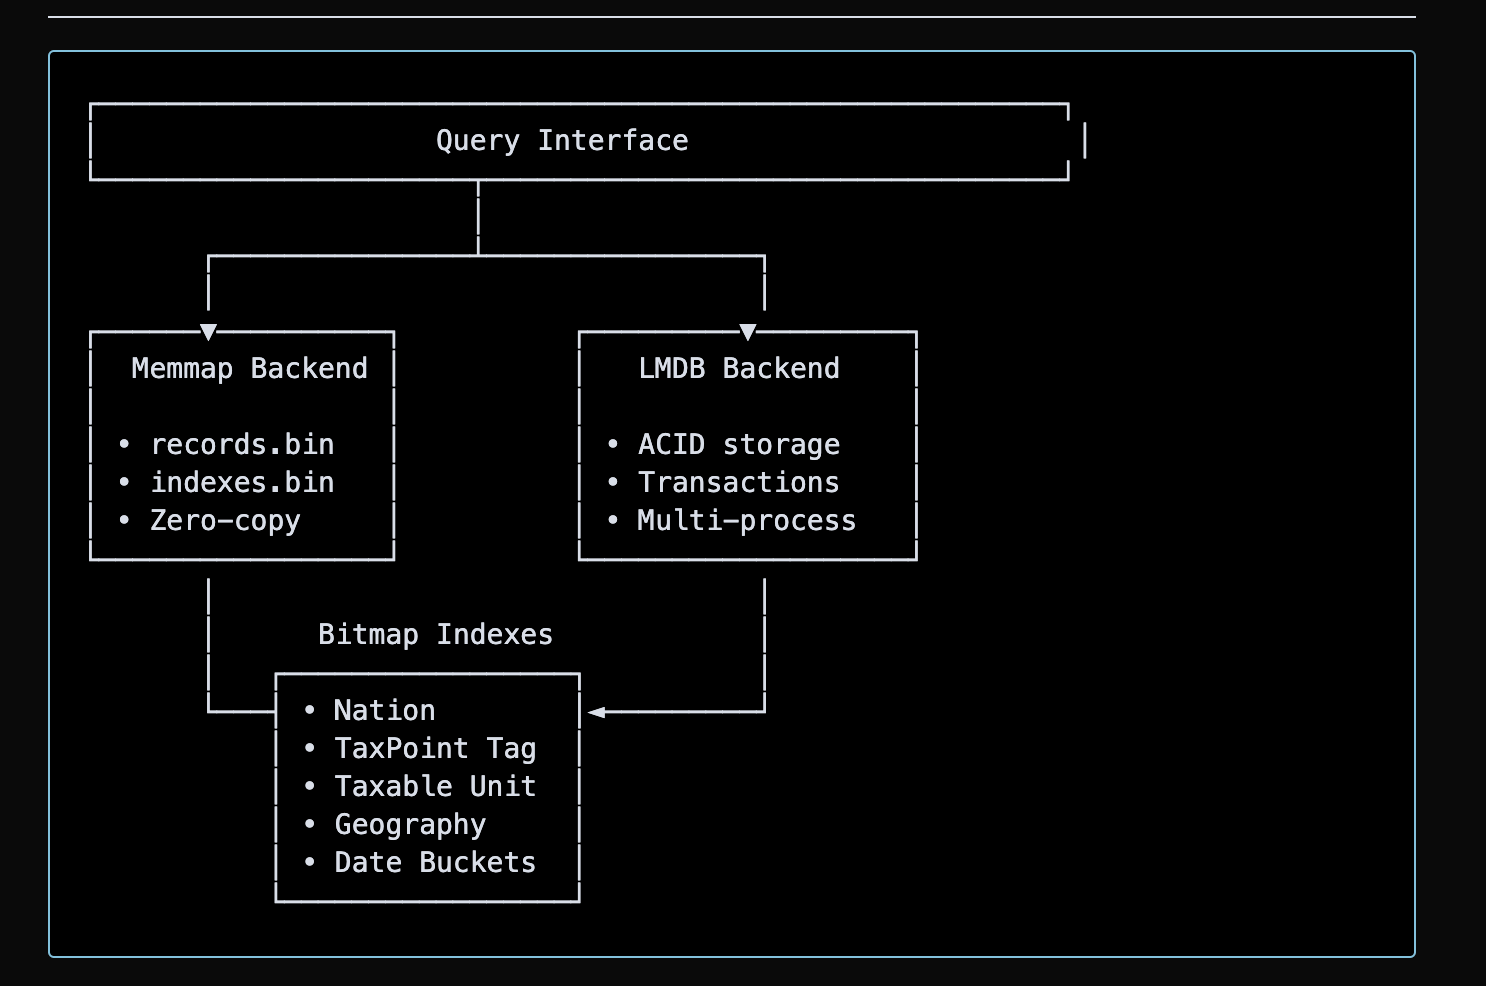 Query Interface
Memmap Backend
• records.bin
• indexes.bin
• Zero-copy
LMDB Backend
• ACID storage
• Transactions
• Multi-process
Bitmap Indexes
• Nation
• TaxPoint Tag
• Taxable Unit
• Geography
• Date Buckets